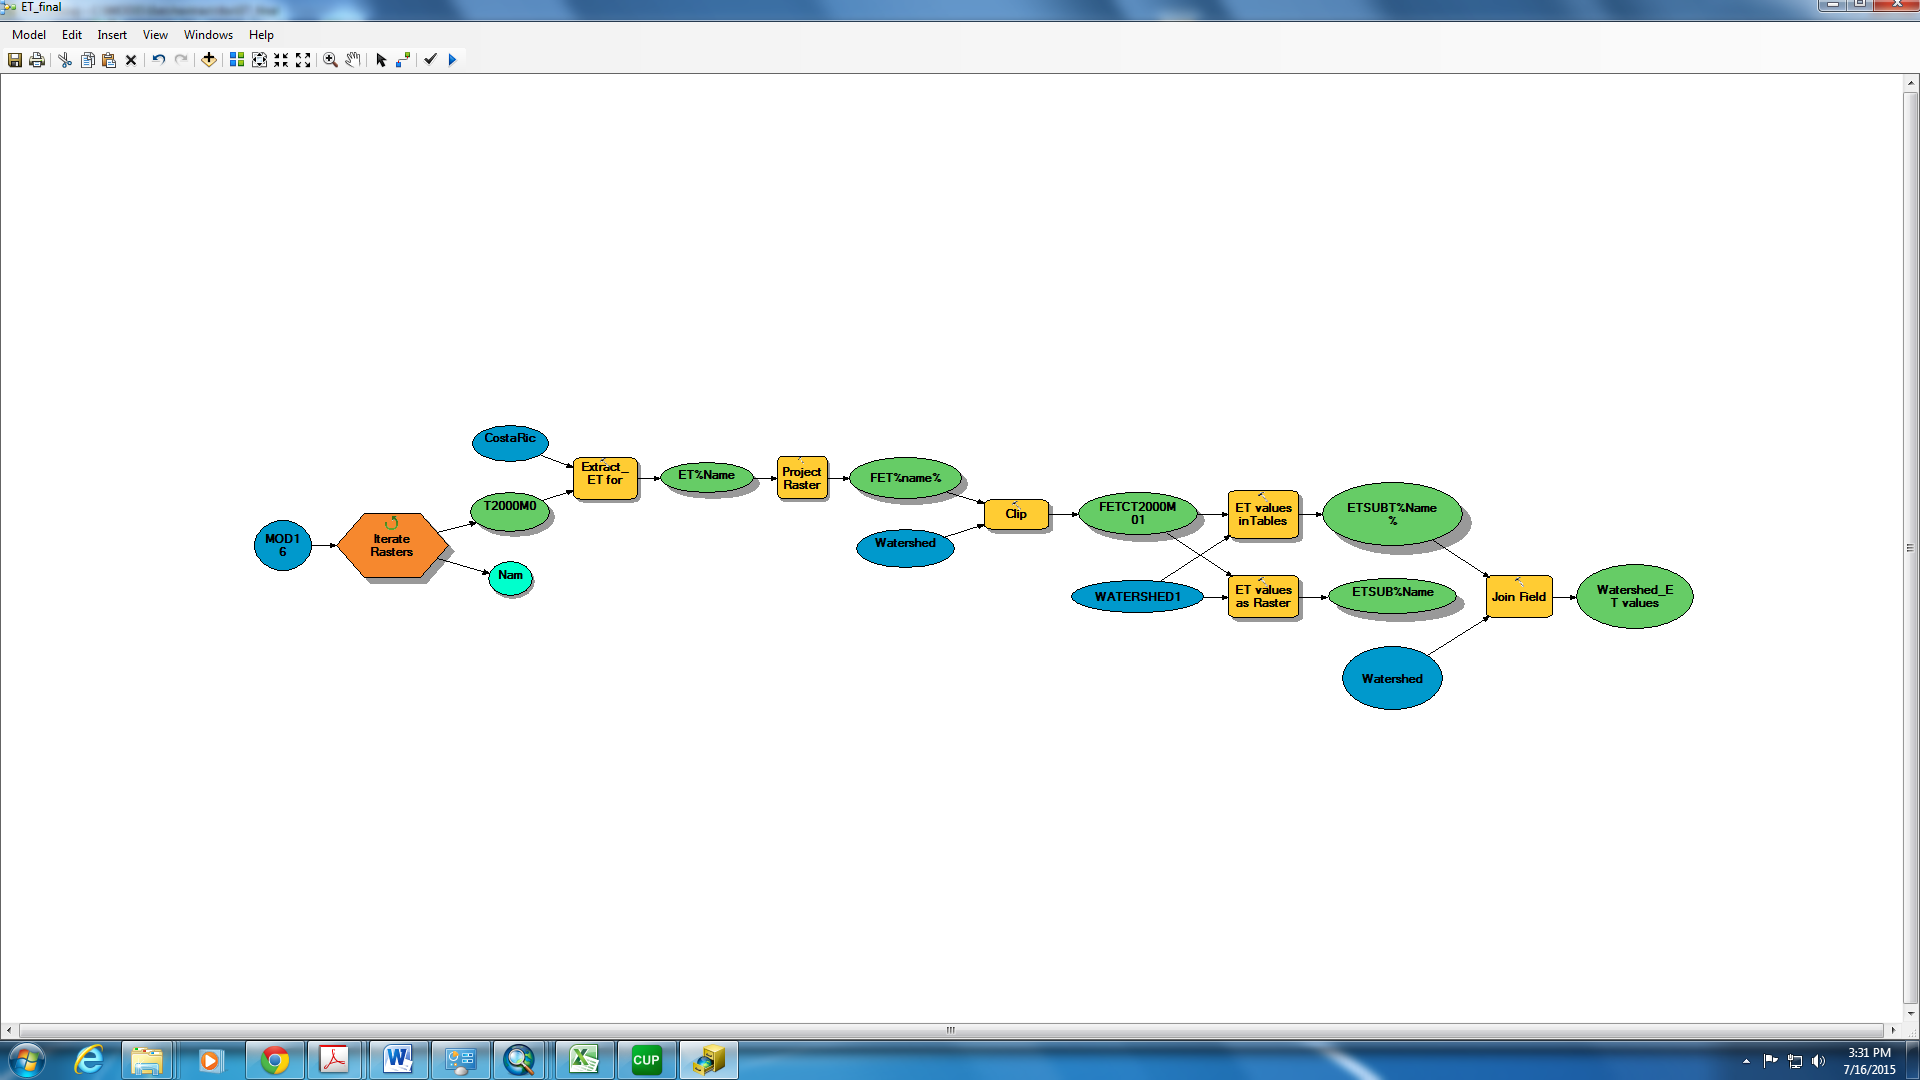 ET_final
Model Edit Insert View Windows Help
CostaRic
Extract_
ET for
ET%Name
Project
Raster
FET%name%
T2000M0
MOD1
6
Iterate
Rasters
Nam
Clip
Watershed
FETCT2000M
01
ET values
inTables
ETSUBT%Name
%
WATERSHED1
ET values
as Raster
ETSUB%Name
Join Field
Watershed_E
T values
Watershed
CUP
3:31 PM
7/16/2015